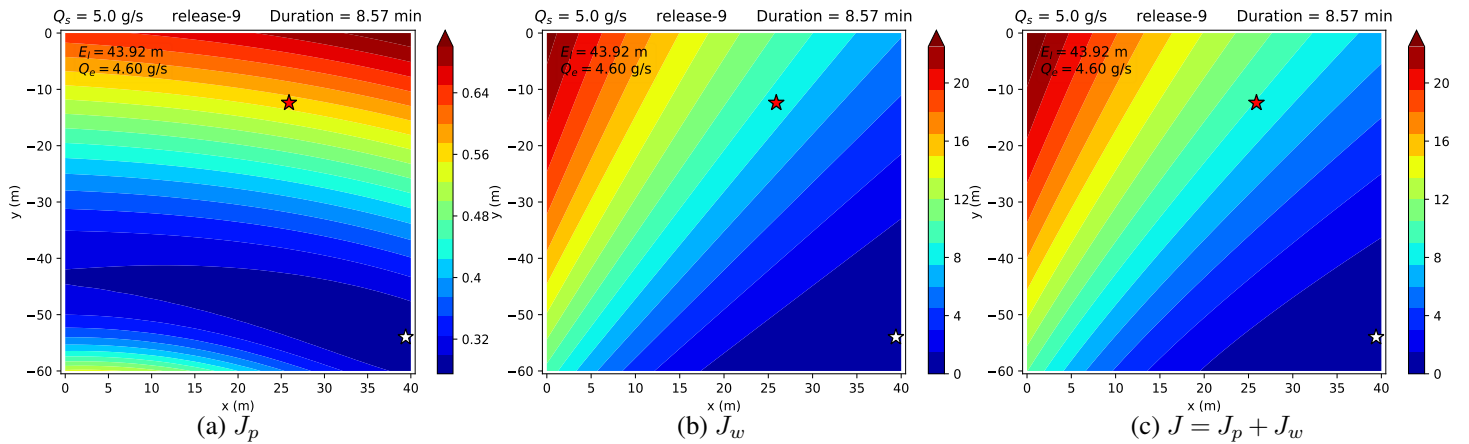 Q_s = 5.0 g/s release-9 Duration = 8.57 min
E_l = 43.92 m
Q_e = 4.60 g/s
0
−10
−20
−30
−40
−50
−60
y (m)
0 5 10 15 20 25 30 35 40
x (m)
0.64
0.56
0.48
0.4
0.32
(a) J_p
Q_s = 5.0 g/s release-9 Duration = 8.57 min
E_l = 43.92 m
Q_e = 4.60 g/s
0
−10
−20
−30
−40
−50
−60
y (m)
0 5 10 15 20 25 30 35 40
x (m)
20
16
12
8
4
0
(b) J_w
Q_s = 5.0 g/s release-9 Duration = 8.57 min
E_l = 43.92 m
Q_e = 4.60 g/s
0
−10
−20
−30
−40
−50
−60
y (m)
0 5 10 15 20 25 30 35 40
x (m)
20
16
12
8
4
0
(c) J = J_p + J_w